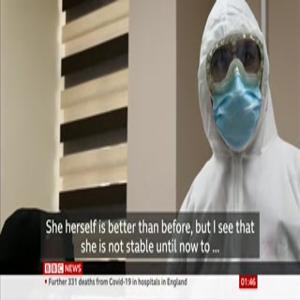 She herself is better than before, but I see that
she is not stable until now to ...
BBC NEWS
01:46
Further 331 deaths from Covid-19 in hospitals in England